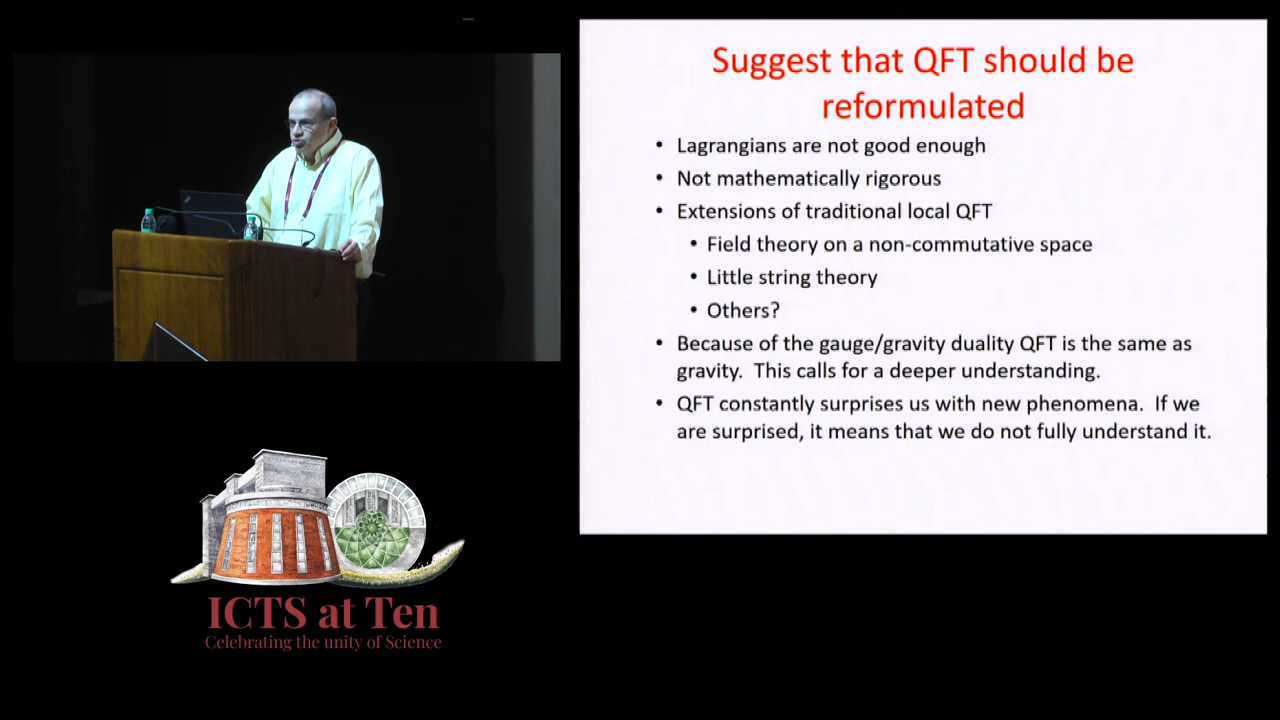 Suggest that QFT should be
reformulated
• Lagrangians are not good enough
• Not mathematically rigorous
• Extensions of traditional local QFT
• Field theory on a non-commutative space
• Little string theory
• Others?
• Because of the gauge/gravity duality QFT is the same as
gravity. This calls for a deeper understanding.
• QFT constantly surprises us with new phenomena. If we
are surprised, it means that we do not fully understand it.
ICTS at Ten
Celebrating the unity of Science